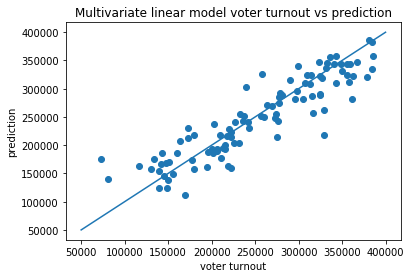 Multivariate linear model voter turnout vs prediction
400000
350000
300000
250000
200000
150000
100000
50000
prediction
50000 100000 150000 200000 250000 300000 350000 400000
voter turnout